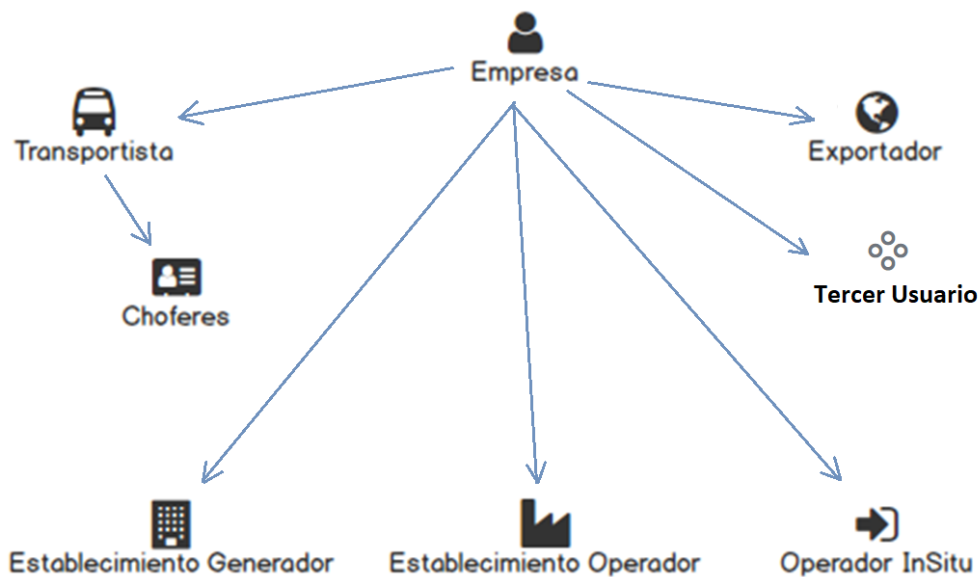 Empresa
Transportista
Exportador
Choferes
Tercer Usuario
Establecimiento Generador
Establecimiento Operador
Operador InSitu